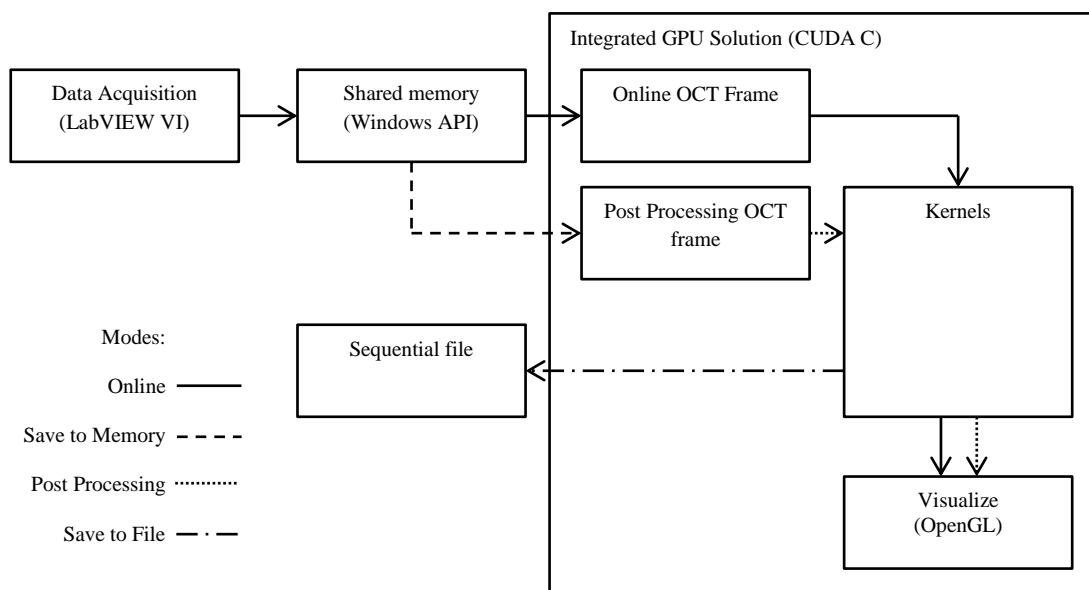 Integrated GPU Solution (CUDA C)
Data Acquisition
(LabVIEW VI)
Shared memory
(Windows API)
Online OCT Frame
Post Processing OCT
frame
Kernels
Modes:
Online
Save to Memory
Post Processing
Save to File
Sequential file
Visualize
(OpenGL)